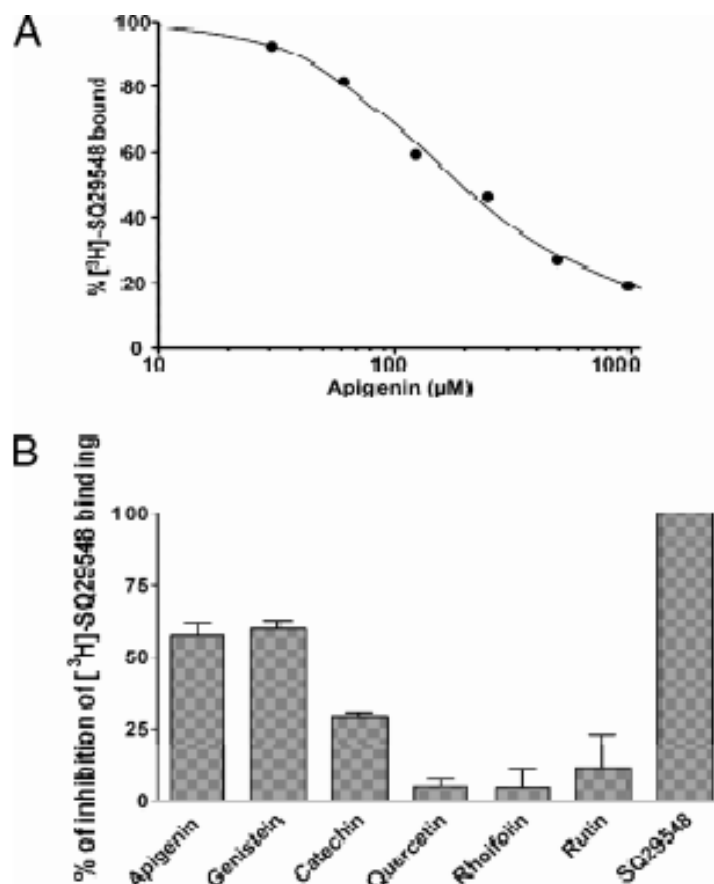 A
% [³H]-SQ29548 bound
100
80
60
40
20
0
10
100
1000
Apigenin (µM)
B
% of inhibition of [³H]-SQ29548 binding
100
75
50
25
0
Apigenin
Genistein
Catechin
Quercetin
Rhoifolin
Rutin
SQ29548